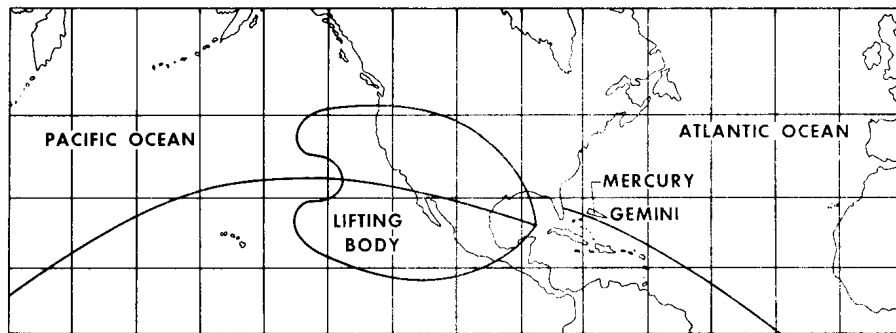 PACIFIC OCEAN
ATLANTIC OCEAN
MERCURY
GEMINI
LIFTING
BODY